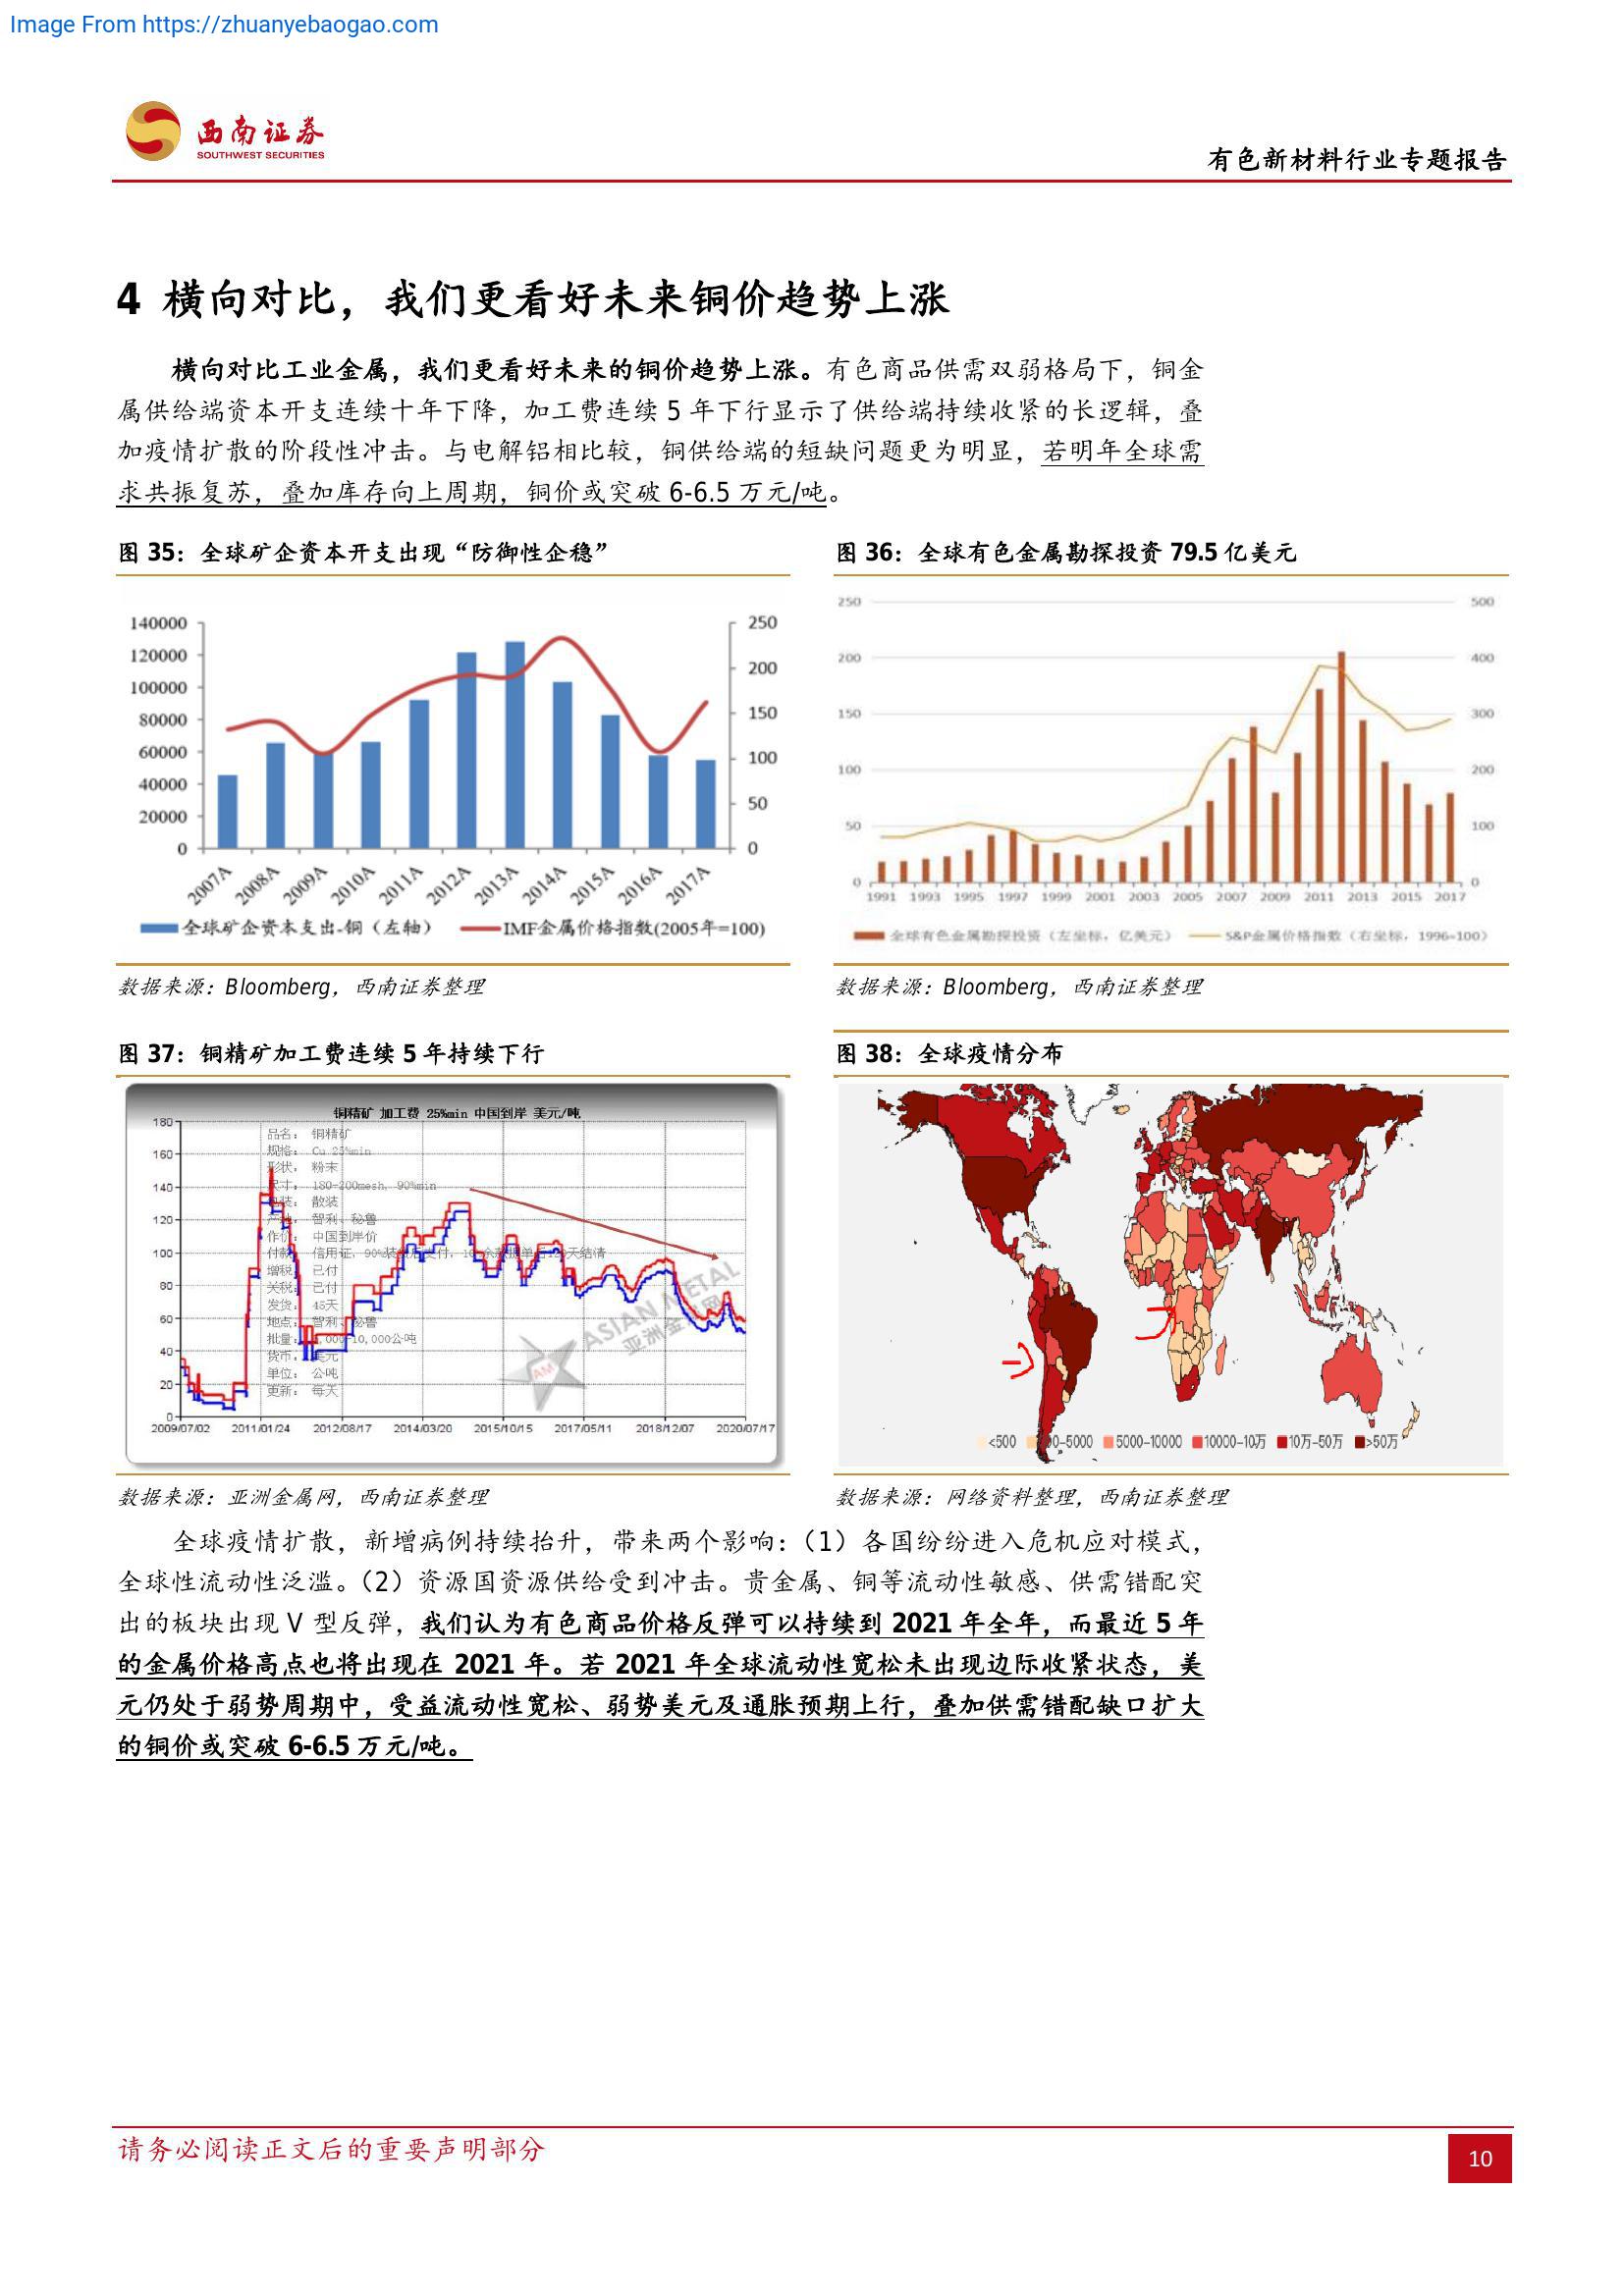 Image From https://zhuanyebaogao.com
西南证券
SOUTHWEST SECURITIES
有色新材料行业专题报告
4 横向对比，我们更看好未来铜价趋势上涨
横向对比工业金属，我们更看好未来的铜价趋势上涨。有色商品供需双弱格局下，铜金
属供给端资本开支连续十年下降，加工费连续 5 年下行显示了供给端持续收紧的长逻辑，叠
加疫情扩散的阶段性冲击。与电解铝相比较，铜供给端的短缺问题更为明显，若明年全球需
求共振复苏，叠加库存向上周期，铜价或突破 6-6.5 万元/吨。
图 35：全球矿企资本开支出现“防御性企稳”
140000
120000
100000
80000
60000
40000
20000
0
250
200
150
100
50
0
2007A 2008A 2009A 2010A 2011A 2012A 2013A 2014A 2015A 2016A 2017A
全球矿企资本支出-铜（左轴） IMF金属价格指数(2005年=100)
数据来源：Bloomberg，西南证券整理
图 36：全球有色金属勘探投资 79.5 亿美元
250
200
150
100
50
0
500
400
300
200
100
0
1991 1993 1995 1997 1999 2001 2003 2005 2007 2009 2011 2013 2015 2017
全球有色金属勘探投资（左坐标，亿美元） S&P金属价格指数（右坐标，1996=100）
数据来源：Bloomberg，西南证券整理
图 37：铜精矿加工费连续 5 年持续下行
铜精矿 加工费 25%min 中国到岸 美元/吨
180
160
140
120
100
80
60
40
20
0
品名： 铜精矿
规格： Cu 25%min
形状： 粉末
尺寸： 180-200mesh, 90%min
包装： 散装
产地： 智利、秘鲁
作价： 中国到岸价
增税： 已付
关税： 已付
发货： 45天
地点： 智利、秘鲁
货币： 美元
单位： 公吨
更新： 每天
ASIAN METAL
亚洲金属网
AM
2009/07/02 2011/01/24 2012/08/17 2014/03/20 2015/10/15 2017/05/11 2018/12/07 2020/07/17
数据来源：亚洲金属网，西南证券整理
图 38：全球疫情分布
<500 00-5000 5000-10000 10000-10万 10万-50万 >50万
数据来源：网络资料整理，西南证券整理
全球疫情扩散，新增病例持续抬升，带来两个影响：（1）各国纷纷进入危机应对模式，
全球性流动性泛滥。（2）资源国资源供给受到冲击。贵金属、铜等流动性敏感、供需错配突
出的板块出现 V 型反弹，我们认为有色商品价格反弹可以持续到 2021 年全年，而最近 5 年
的金属价格高点也将出现在 2021 年。若 2021 年全球流动性宽松未出现边际收紧状态，美
元仍处于弱势周期中，受益流动性宽松、弱势美元及通胀预期上行，叠加供需错配缺口扩大
的铜价或突破 6-6.5 万元/吨。
请务必阅读正文后的重要声明部分
10